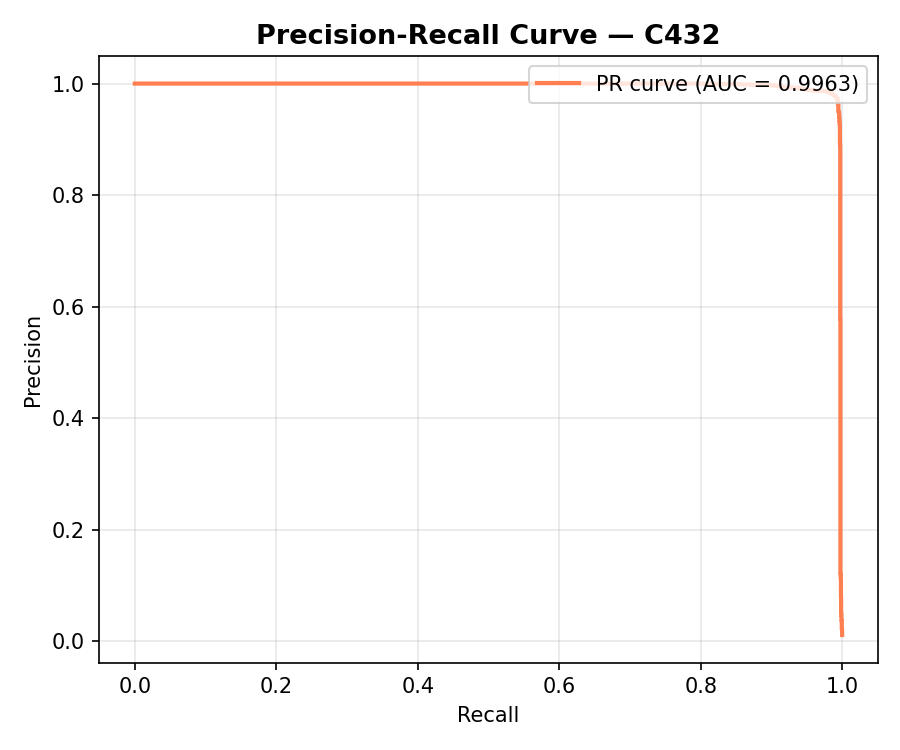 Precision-Recall Curve — C432
PR curve (AUC = 0.9963)
Precision
1.0
0.8
0.6
0.4
0.2
0.0
0.0 0.2 0.4 0.6 0.8 1.0
Recall